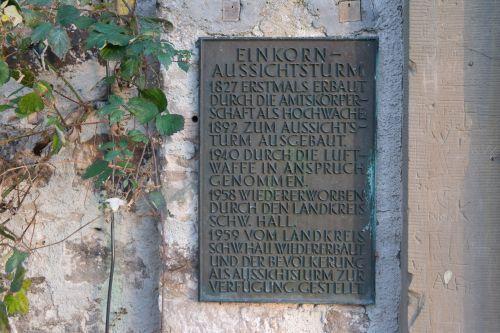 EINKORN–
AUSSICHTSTURM
1827 ERSTMALS ERBAUT
DURCH DIE AMTSKÖRPER–
SCHAFT ALS HOCHWACHE
1892 ZUM AUSSICHTS–
TURM AUSGEBAUT.
1940 DURCH DIE LUFT–
WAFFE IN ANSPRUCH
GENOMMEN.
1958 WIEDERERWORBEN
DURCH DEN LANDKREIS
SCHW. HALL.
1959 VOM LANDKREIS
SCHW.HALL WIEDERERBAUT
UND DER BEVÖLKERUNG
ALS AUSSICHTSTURM ZUR
VERFÜGUNG GESTELLT.